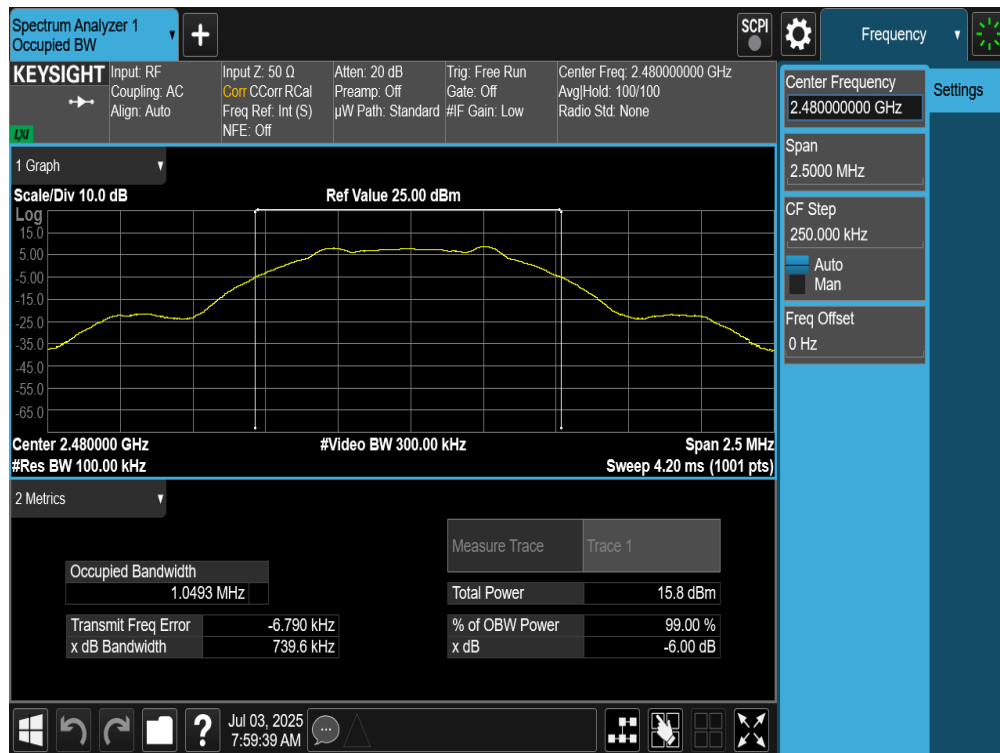 Spectrum Analyzer 1
Occupied BW
+
SCPI
Frequency
KEYSIGHT
LXI
Input: RF
Coupling: AC
Align: Auto
Input Z: 50 Ω
Corr CCorr RCal
Freq Ref: Int (S)
NFE: Off
Atten: 20 dB
Preamp: Off
µW Path: Standard
Trig: Free Run
Gate: Off
#IF Gain: Low
Center Freq: 2.480000000 GHz
Avg|Hold: 100/100
Radio Std: None
Center Frequency
2.480000000 GHz
Settings
Span
2.5000 MHz
CF Step
250.000 kHz
Auto
Man
Freq Offset
0 Hz
1 Graph
Scale/Div 10.0 dB
Ref Value 25.00 dBm
Log
15.0
5.00
-5.00
-15.0
-25.0
-35.0
-45.0
-55.0
-65.0
Center 2.480000 GHz
#Video BW 300.00 kHz
Span 2.5 MHz
#Res BW 100.00 kHz
Sweep 4.20 ms (1001 pts)
2 Metrics
Measure Trace
Trace 1
Occupied Bandwidth
1.0493 MHz
Total Power
15.8 dBm
Transmit Freq Error
-6.790 kHz
% of OBW Power
99.00 %
x dB Bandwidth
739.6 kHz
x dB
-6.00 dB
?
Jul 03, 2025
7:59:39 AM